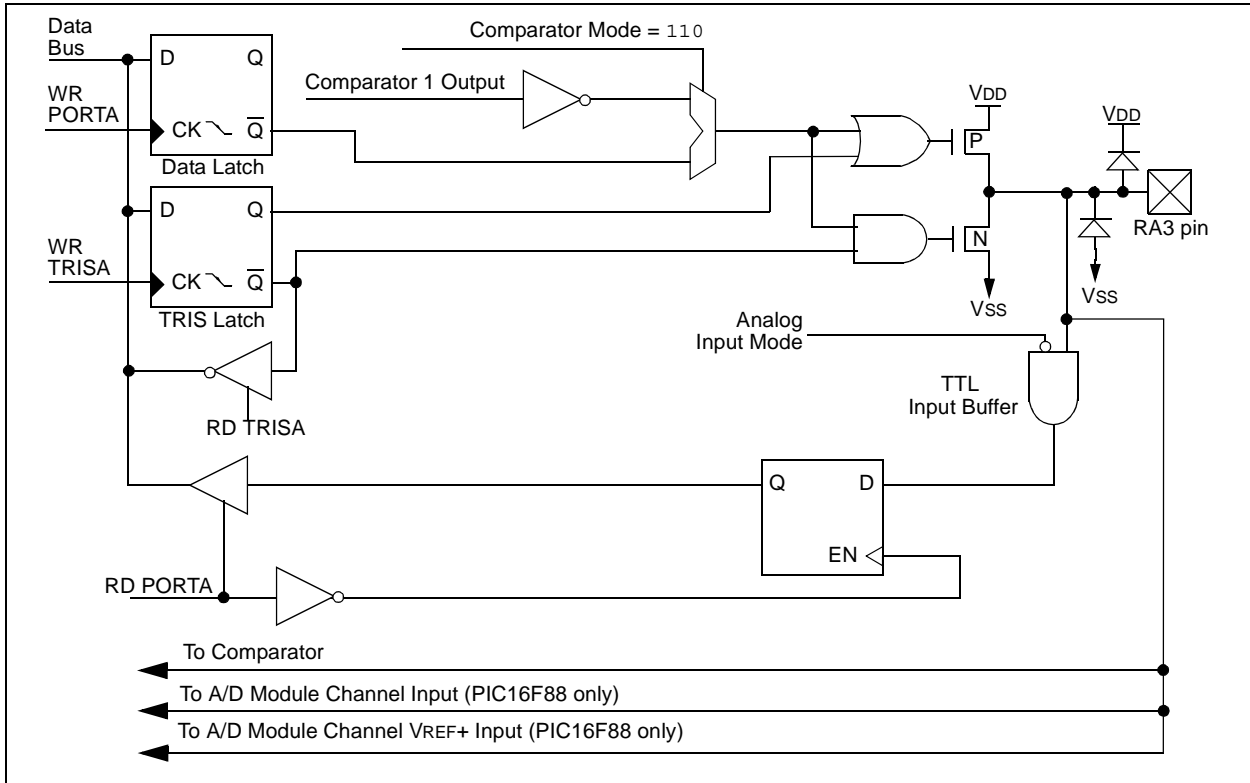 Data
Bus
D
Q
WR
PORTA
CK
Q
Data Latch
Comparator Mode = 110
Comparator 1 Output
VDD
P
VDD
RA3 pin
N
VSS
VSS
D
Q
WR
TRISA
CK
Q
TRIS Latch
RD TRISA
Analog
Input Mode
TTL
Input Buffer
Q
D
EN
RD PORTA
To Comparator
To A/D Module Channel Input (PIC16F88 only)
To A/D Module Channel VREF+ Input (PIC16F88 only)